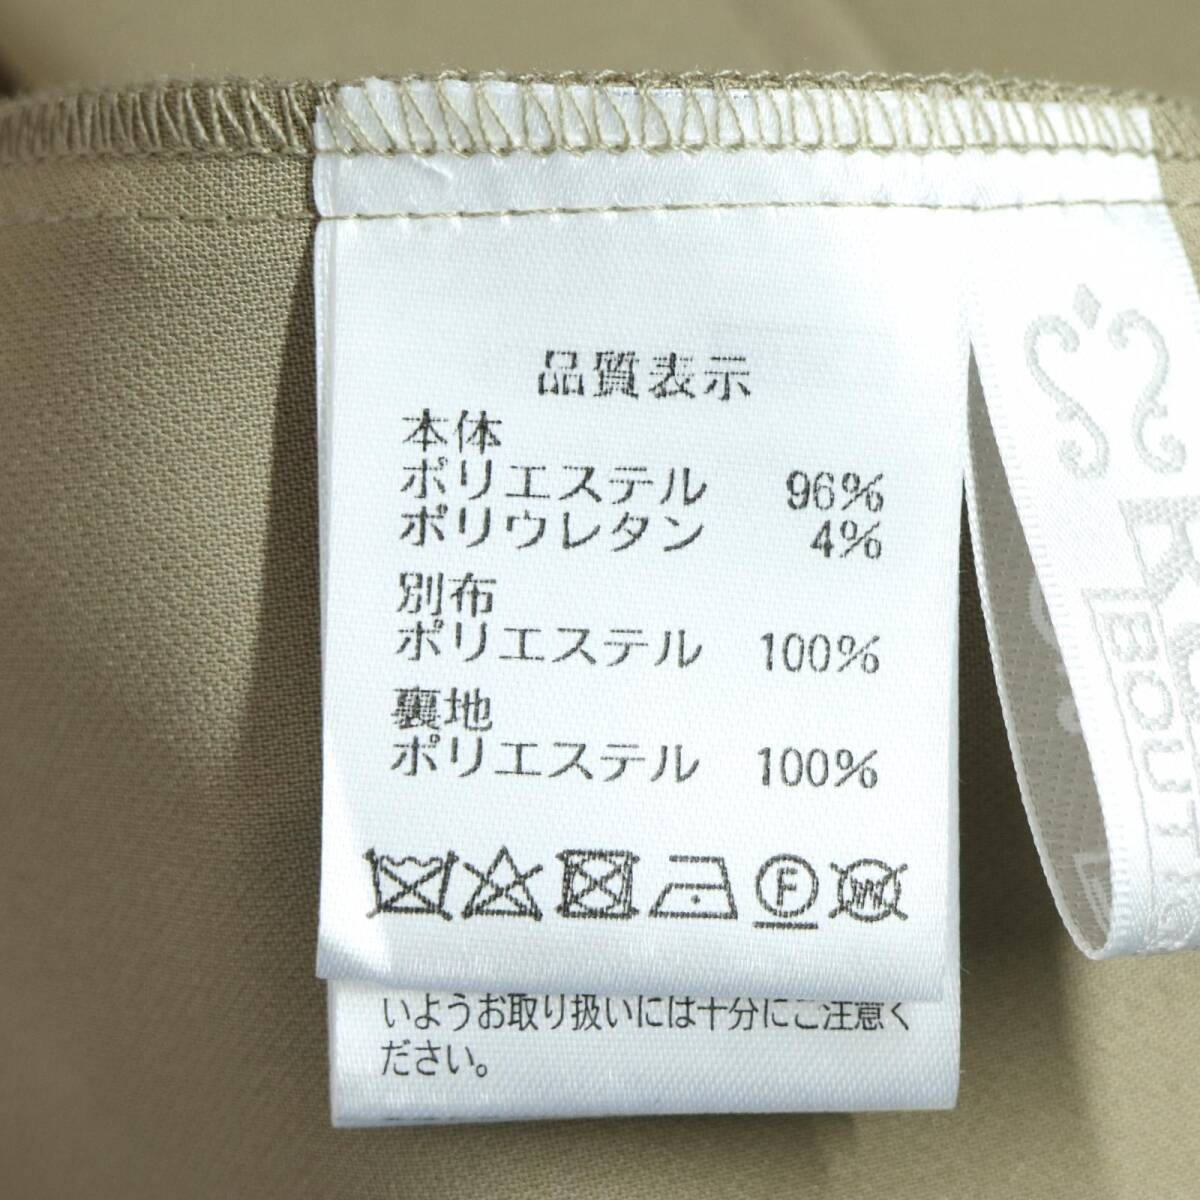 品質表示
本体
ポリエステル 96%
ポリウレタン 4%
別布
ポリエステル 100%
裏地
ポリエステル 100%
F
W
いようお取り扱いには十分にご注意く
ださい。
BOUT